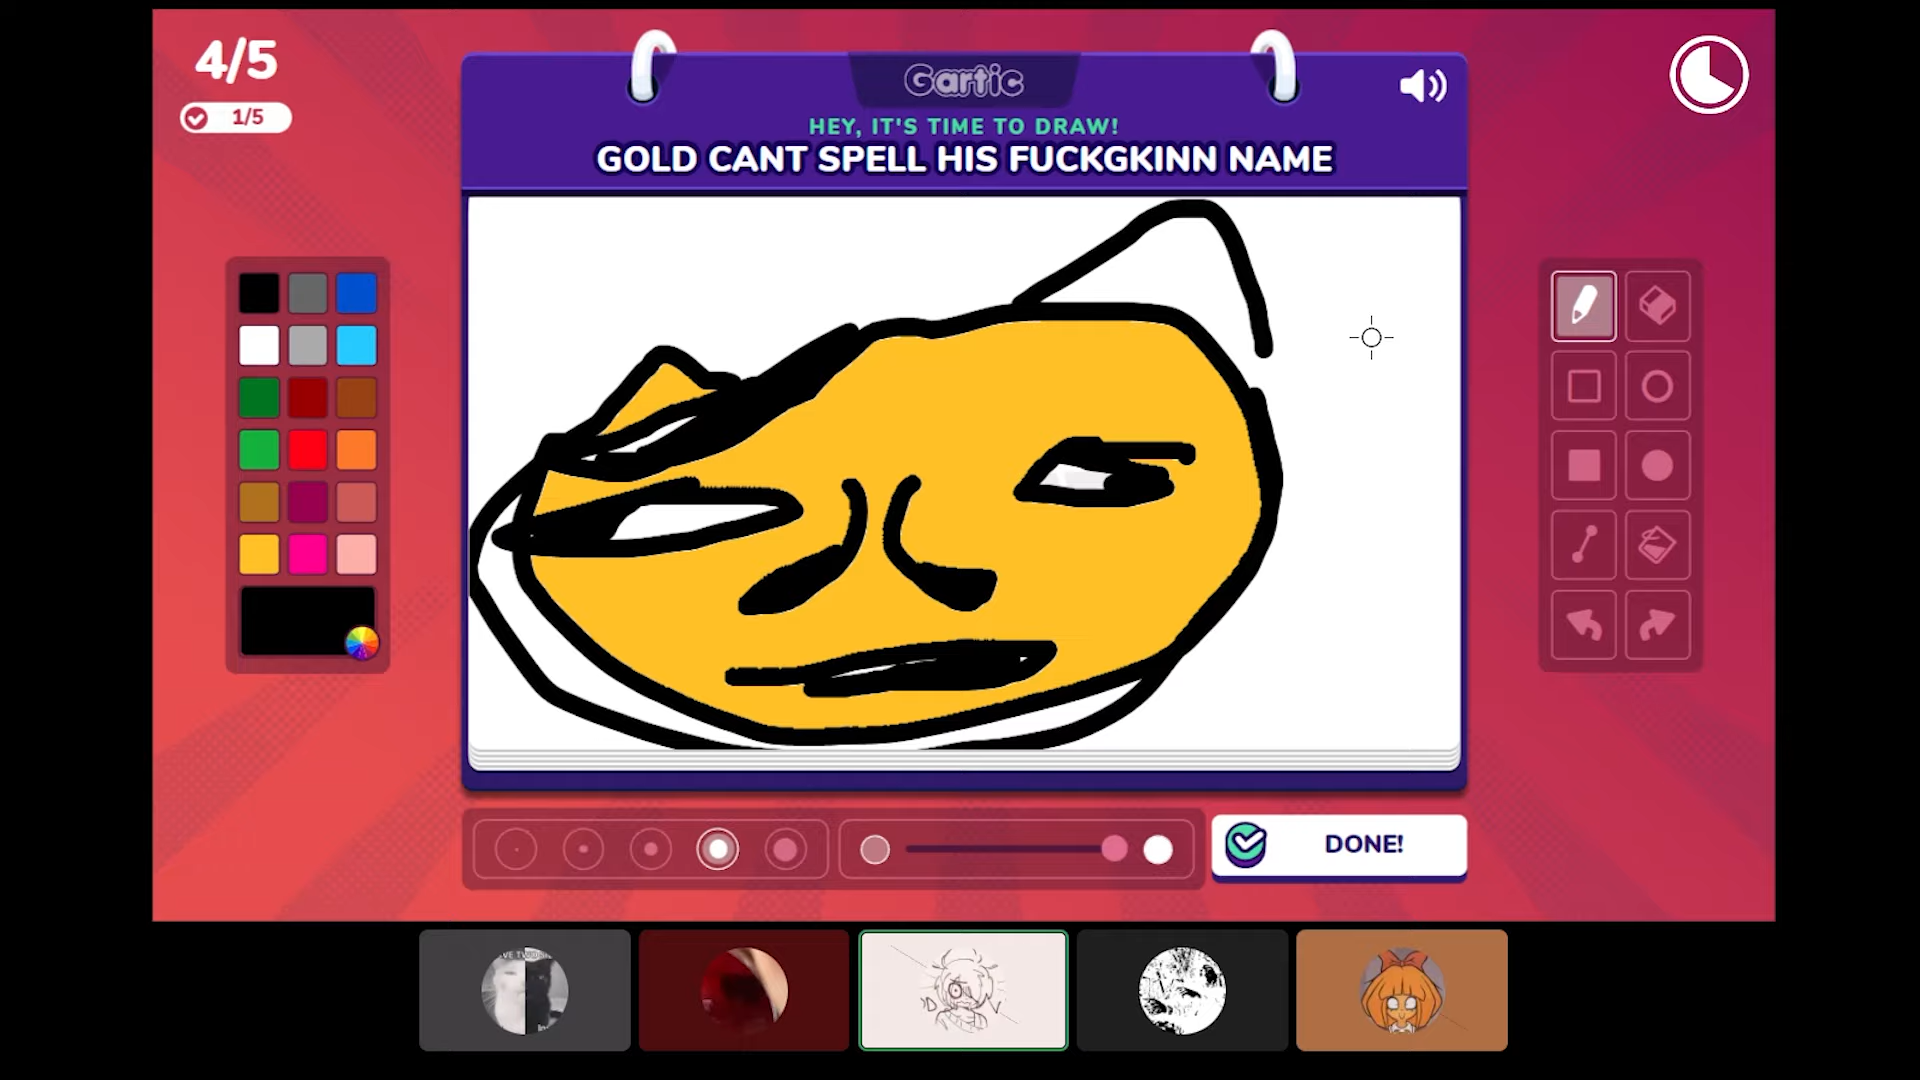 4/5
1/5
Gartic
HEY, IT'S TIME TO DRAW!
GOLD CANT SPELL HIS FUCKGKINN NAME
DONE!